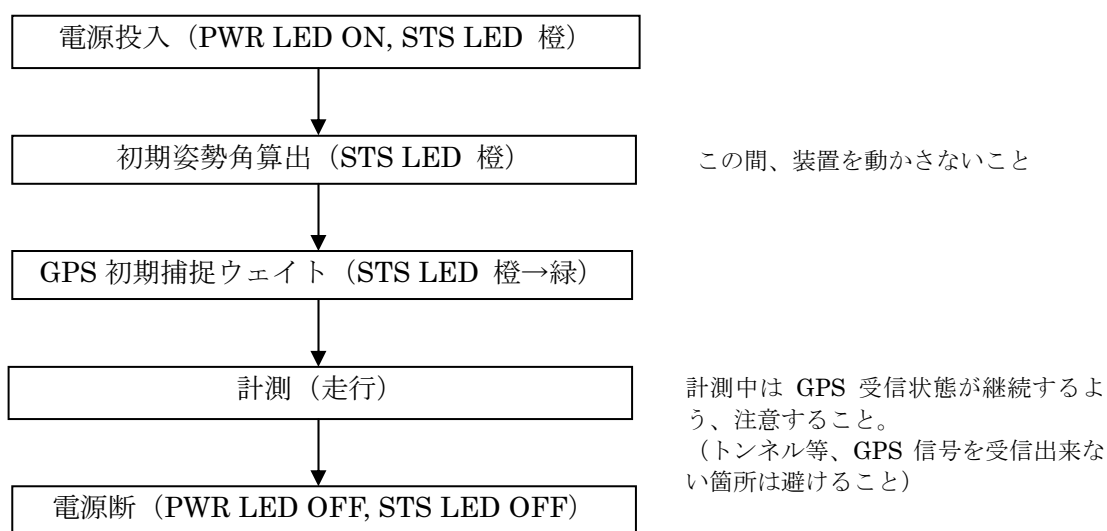 電源投入（PWR LED ON, STS LED 橙）
初期姿勢角算出（STS LED 橙）
この間、装置を動かさないこと
GPS 初期捕捉ウェイト（STS LED 橙→緑）
計測（走行）
計測中は GPS 受信状態が継続するよ
う、注意すること。
（トンネル等、GPS 信号を受信出来な
い箇所は避けること）
電源断（PWR LED OFF, STS LED OFF）